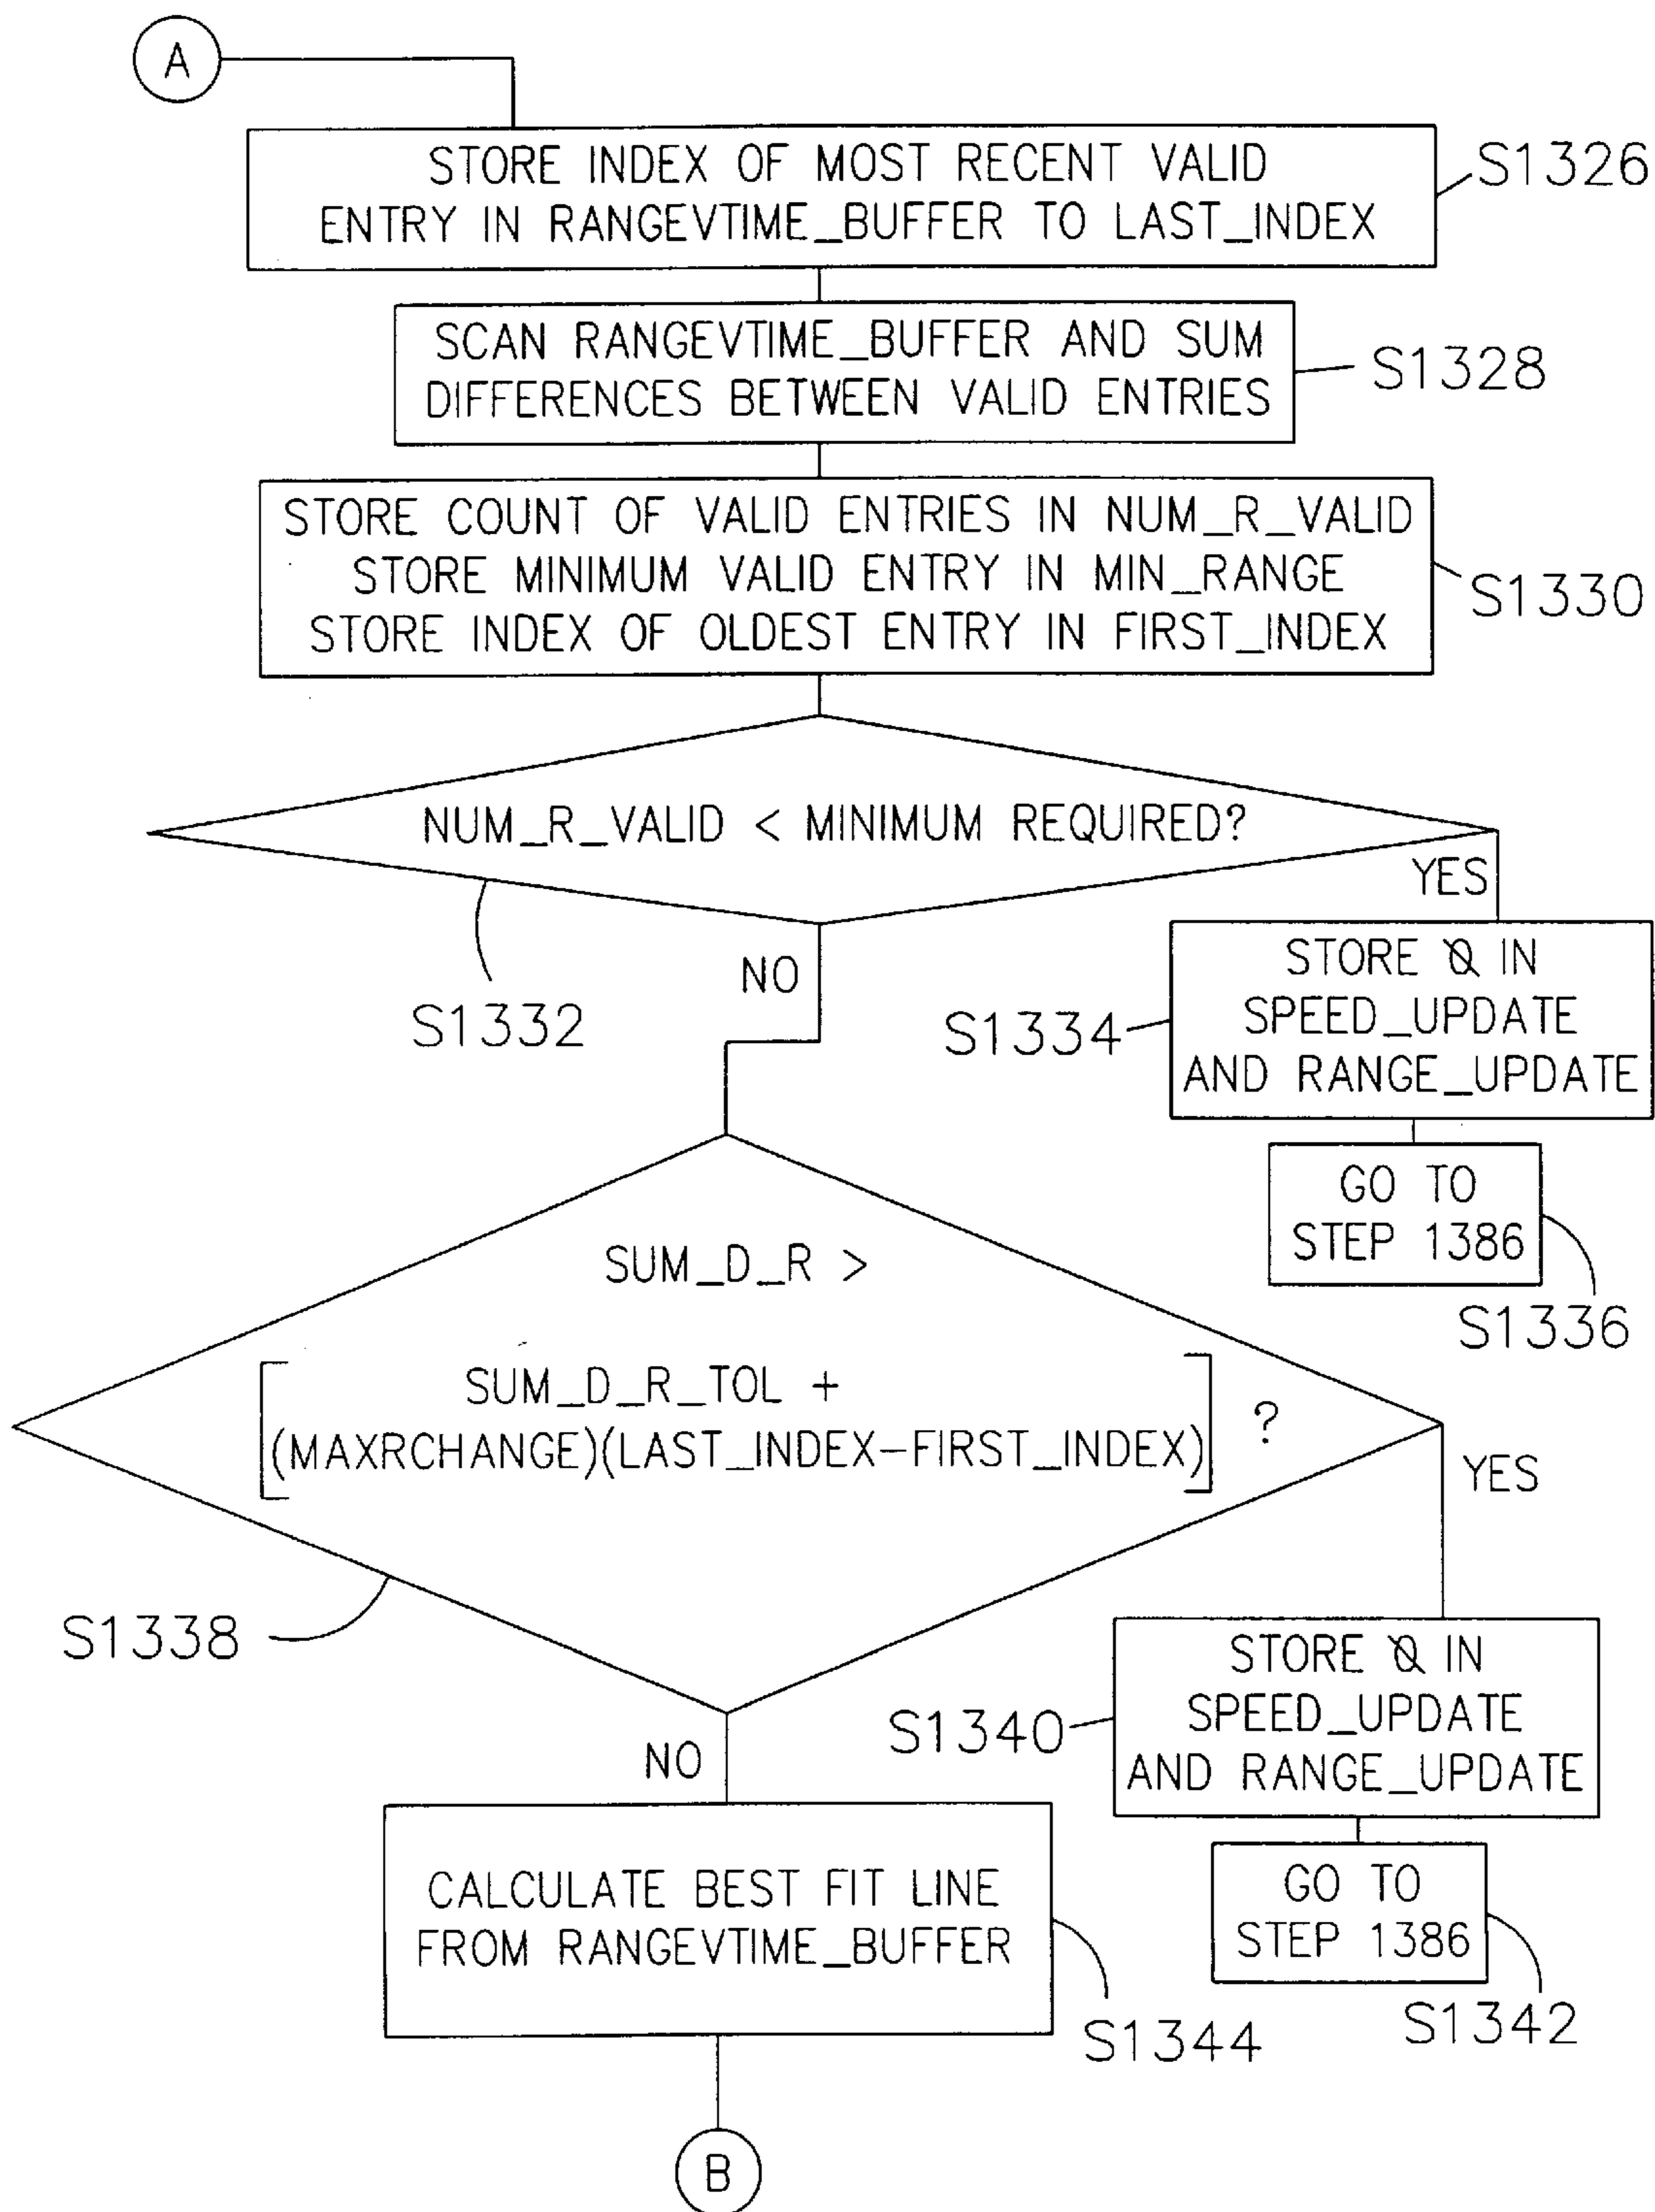 A
STORE INDEX OF MOST RECENT VALID
ENTRY IN RANGEVTIME_BUFFER TO LAST_INDEX
S1326
SCAN RANGEVTIME_BUFFER AND SUM
DIFFERENCES BETWEEN VALID ENTRIES
S1328
STORE COUNT OF VALID ENTRIES IN NUM_R_VALID
STORE MINIMUM VALID ENTRY IN MIN_RANGE
STORE INDEX OF OLDEST ENTRY IN FIRST_INDEX
S1330
NUM_R_VALID < MINIMUM REQUIRED?
YES
NO
S1332
STORE 0 IN
SPEED_UPDATE
AND RANGE_UPDATE
S1334
GO TO
STEP 1386
S1336
SUM_D_R >
[SUM_D_R_TOL +
(MAXRCHANGE)(LAST_INDEX-FIRST_INDEX)] ?
YES
S1338
NO
STORE 0 IN
SPEED_UPDATE
AND RANGE_UPDATE
S1340
GO TO
STEP 1386
S1342
CALCULATE BEST FIT LINE
FROM RANGEVTIME_BUFFER
S1344
B